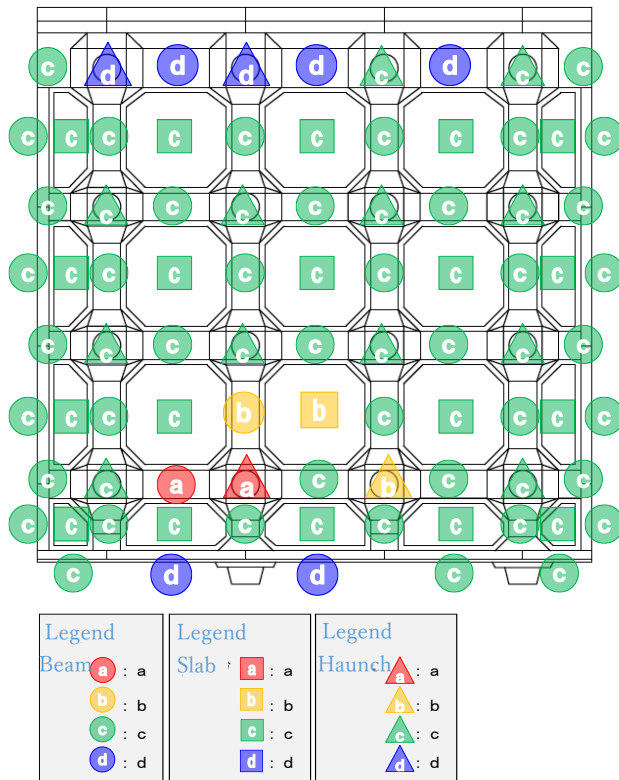 c d d d d c d c c
c c c c c c c c c c c
c c c c c c c c c
c c c c c c c c c c c
c c c c c c c c c
c c c c b b c c c c c
c c a a c b c c c
c c c c c c c c c c c
c d d c c
Legend
Beam a : a
b : b
c : c
d : d
Legend
Slab a : a
b : b
c : c
d : d
Legend
Haunch a : a
b : b
c : c
d : d